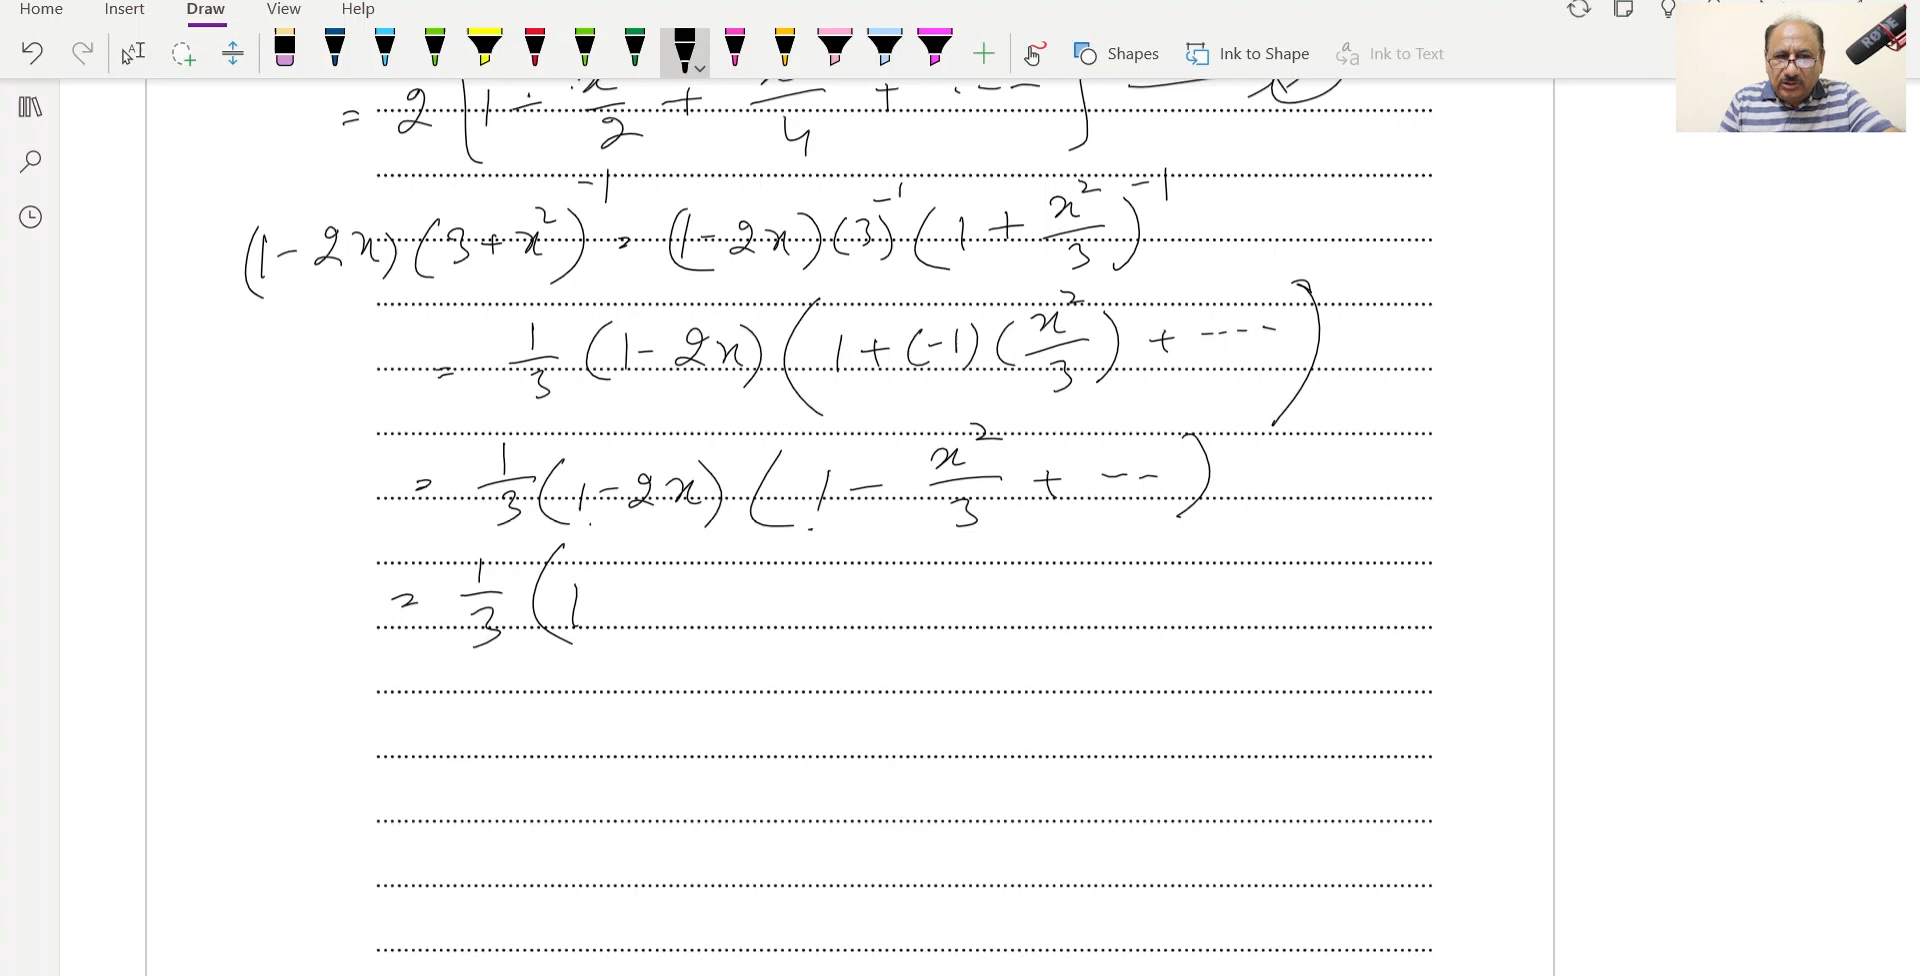 Home Insert Draw View Help
Shapes Ink to Shape Ink to Text
RØDE
= 2 [1 ÷ x/2 + x/4 + ---]
(1-2x)(3+x²)⁻¹ = (1-2x)(3)⁻¹(1+x²/3)⁻¹
= 1/3 (1-2x)(1+(-1)(x²/3)+----)
= 1/3 (1-2x)(1-x²/3+--)
= 1/3 (1